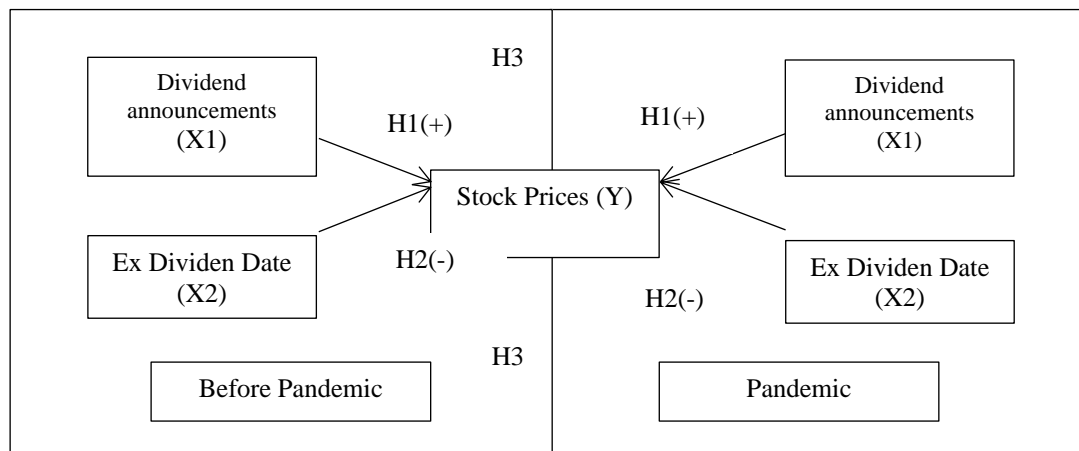 H3
Dividend
announcements
(X1)
H1(+)
Ex Dividen Date
(X2)
H2(-)
Stock Prices (Y)
H1(+)
Dividend
announcements
(X1)
H2(-)
Ex Dividen Date
(X2)
H3
Before Pandemic
Pandemic